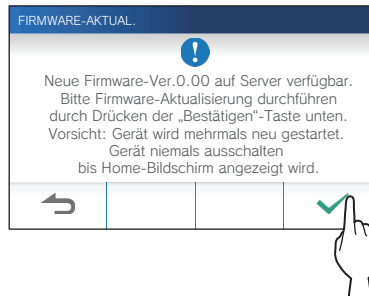 FIRMWARE-AKTUAL.
Neue Firmware-Ver.0.00 auf Server verfügbar.
Bitte Firmware-Aktualisierung durchführen
durch Drücken der „Bestätigen“-Taste unten.
Vorsicht: Gerät wird mehrmals neu gestartet.
Gerät niemals ausschalten
bis Home-Bildschirm angezeigt wird.